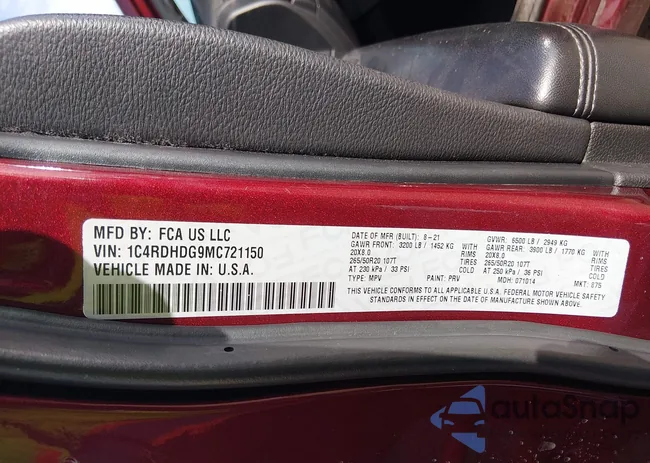 MFD BY: FCA US LLC
VIN: 1C4RDHDG9MC721150
VEHICLE MADE IN: U.S.A.
DATE OF MFR (BUILT): 8-21 GVWR: 6500 LB / 2949 KG
GAWR FRONT: 3200 LB / 1452 KG WITH GAWR REAR: 3900 LB / 1770 KG WITH
20X8.0 RIMS 20X8.0 RIMS
265/50R20 107T TIRES 265/50R20 107T TIRES
AT 230 kPa / 33 PSI COLD AT 250 kPa / 36 PSI COLD
TYPE: MPV PAINT: PRV MDH: 071014 MKT: 875
THIS VEHICLE CONFORMS TO ALL APPLICABLE U.S.A. FEDERAL MOTOR VEHICLE SAFETY
STANDARDS IN EFFECT ON THE DATE OF MANUFACTURE SHOWN ABOVE.
autoSnap